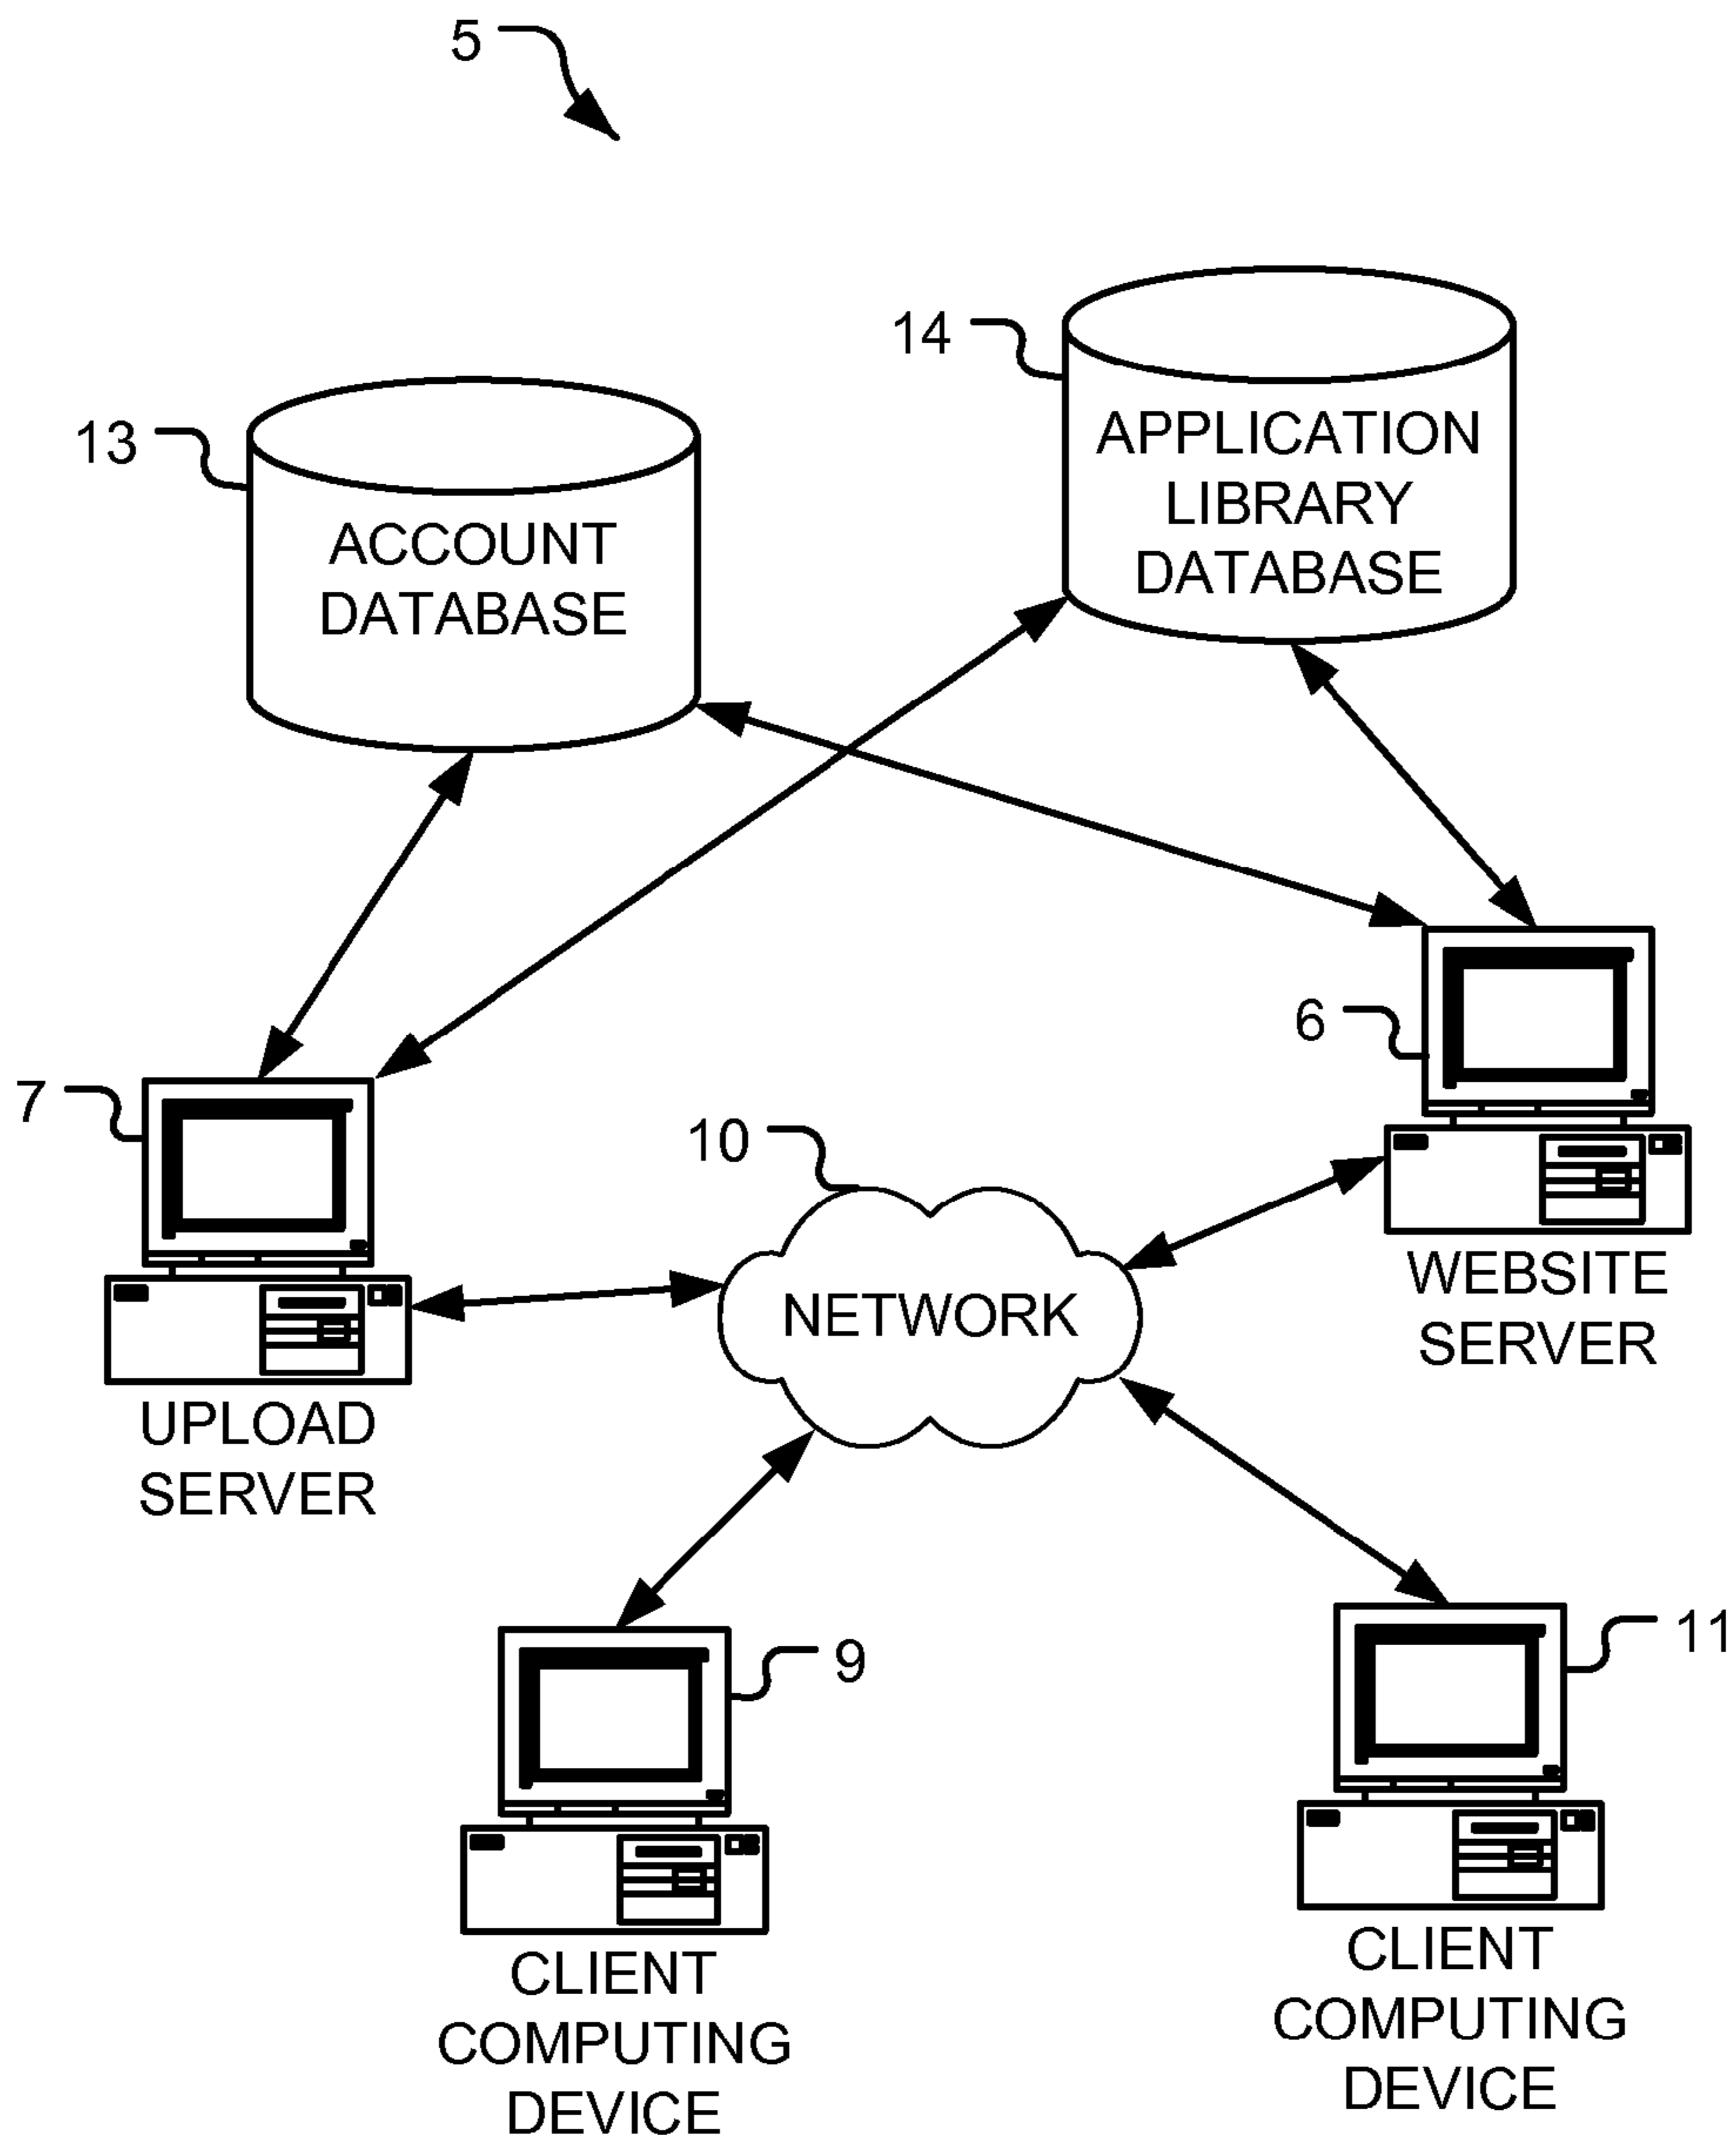 5
14
APPLICATION
LIBRARY
DATABASE
13
ACCOUNT
DATABASE
6
WEBSITE
SERVER
7
UPLOAD
SERVER
10
NETWORK
9
CLIENT
COMPUTING
DEVICE
11
CLIENT
COMPUTING
DEVICE